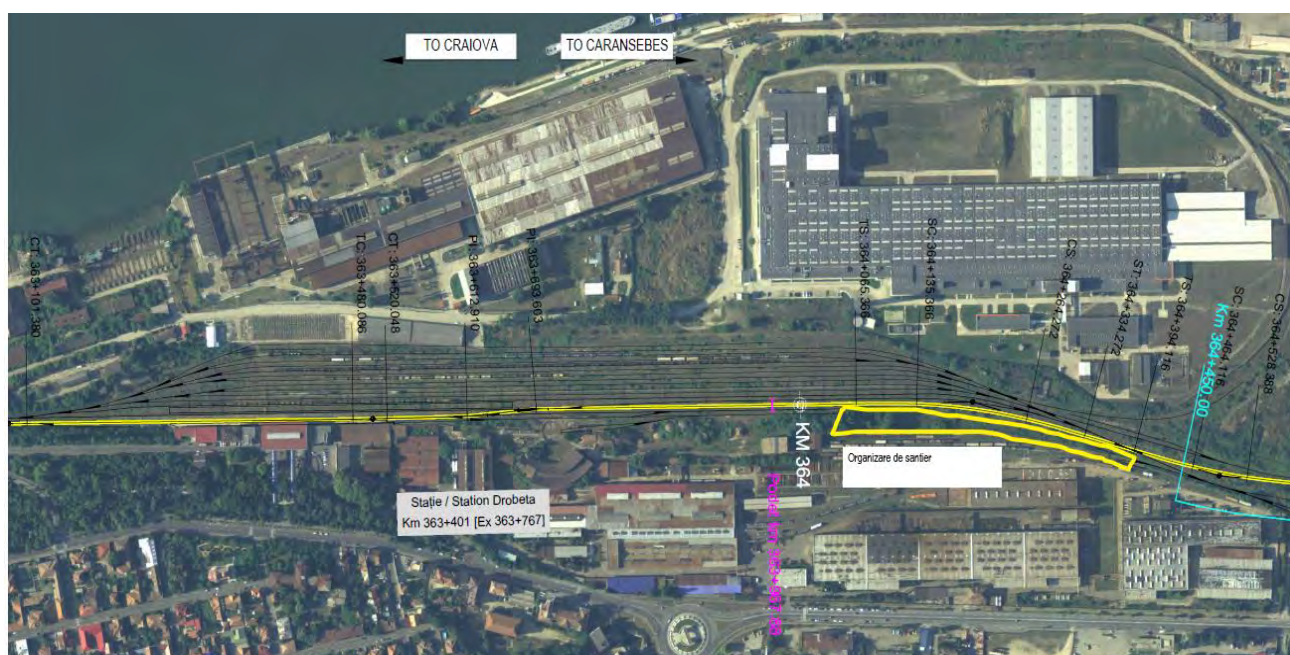 TO CRAIOVA
TO CARANSEBES
CT: 363+101.380
TC: 363+480.086
CT: 363+520.048
PI: 363+612.910
PI: 363+693.663
TS: 364+065.386
SC: 364+135.386
CS: 364+264.272
ST: 364+334.272
TS: 364+394.116
SC: 364+464.116
CS: 364+528.368
Km 364+450.00
KM 364
Organizare de santier
Stație / Station Drobeta
Km 363+401 [Ex 363+767]